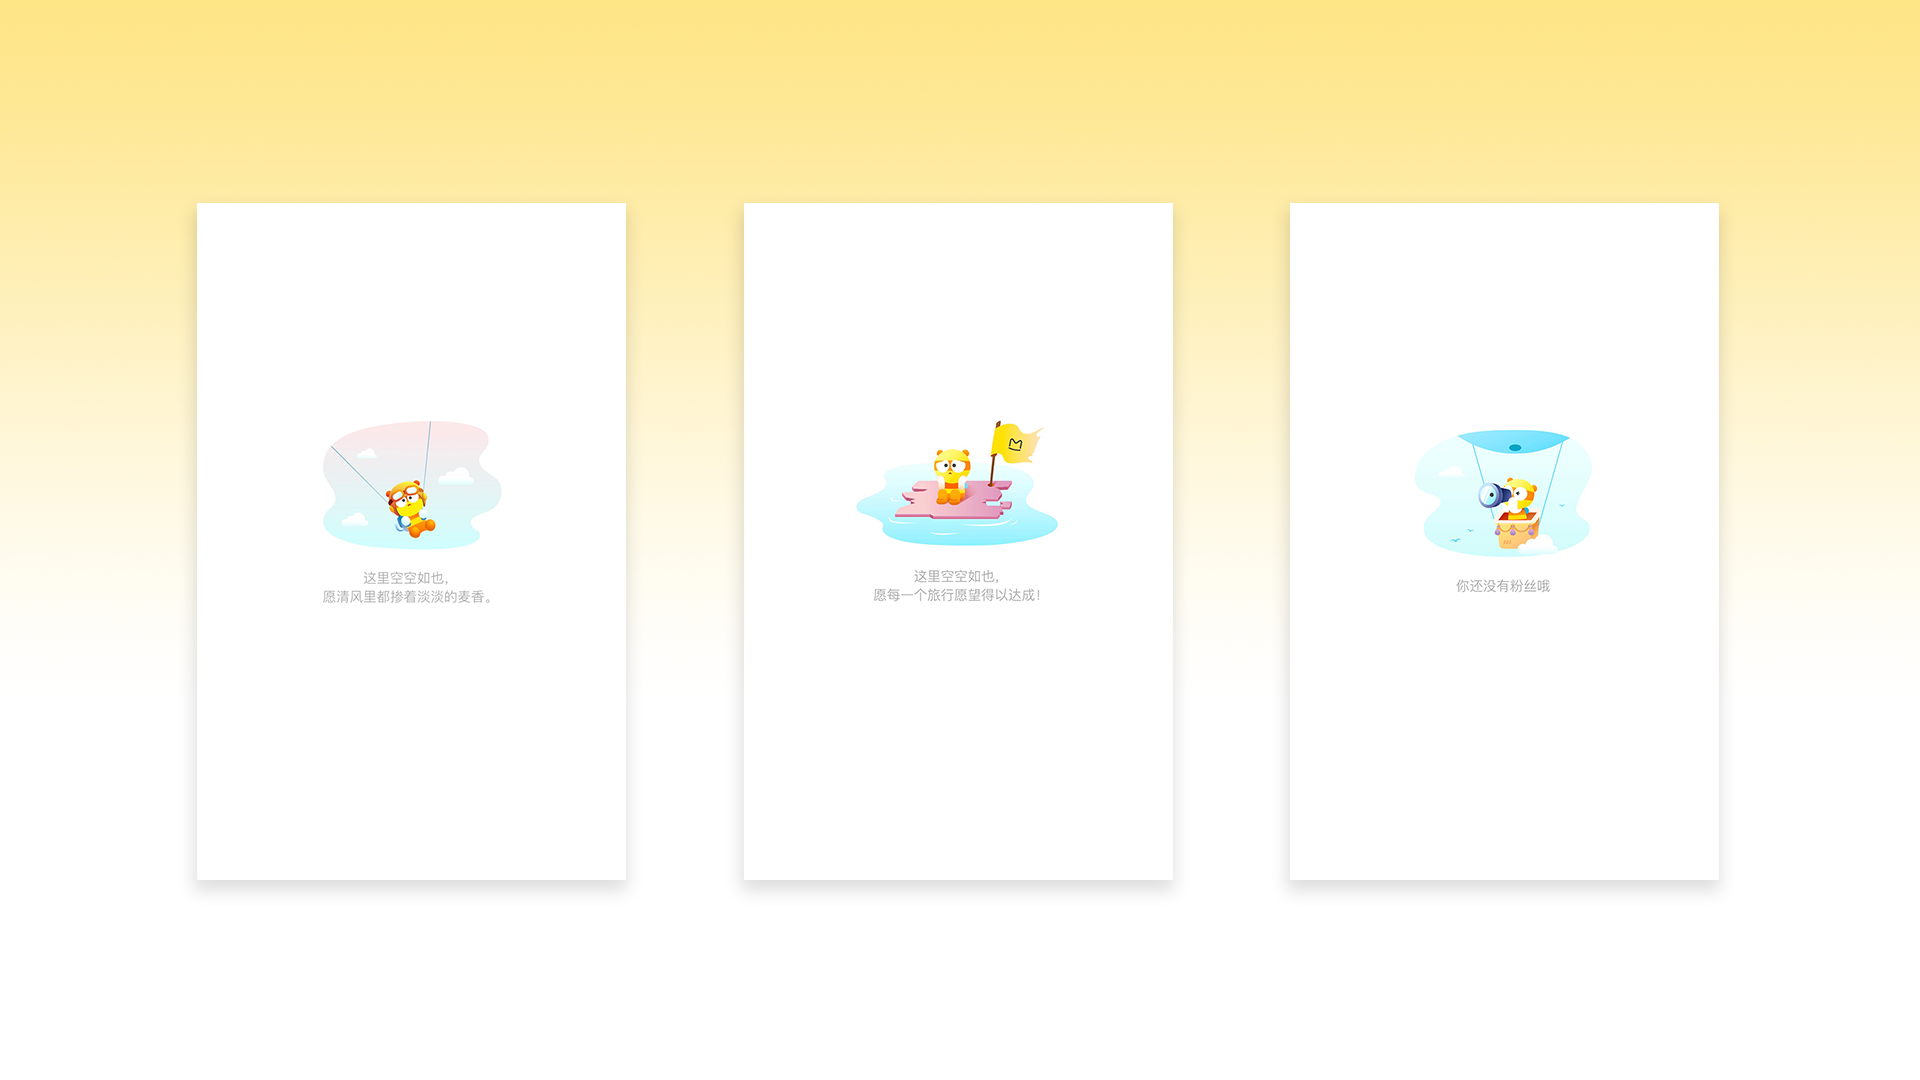 这里空空如也，
愿清风里都掺着淡淡的麦香。
这里空空如也，
愿每一个旅行愿望得以达成！
你还没有粉丝哦